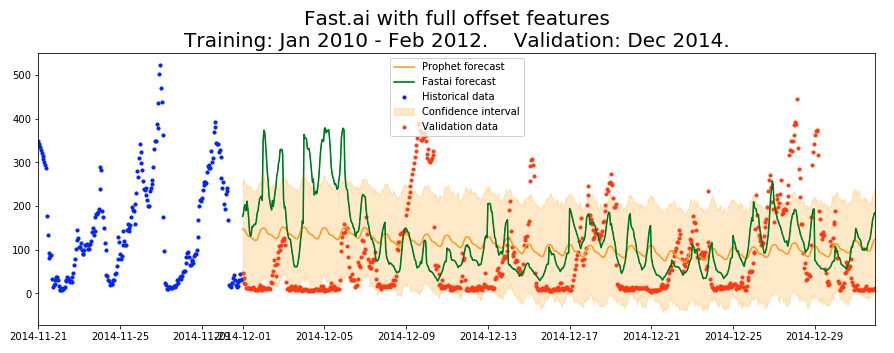 Fast.ai with full offset features
Training: Jan 2010 - Feb 2012. Validation: Dec 2014.
Prophet forecast
Fastai forecast
Historical data
Confidence interval
Validation data
500
400
300
200
100
0
2014-11-21 2014-11-25 2014-11-29 2014-12-01 2014-12-05 2014-12-09 2014-12-13 2014-12-17 2014-12-21 2014-12-25 2014-12-29